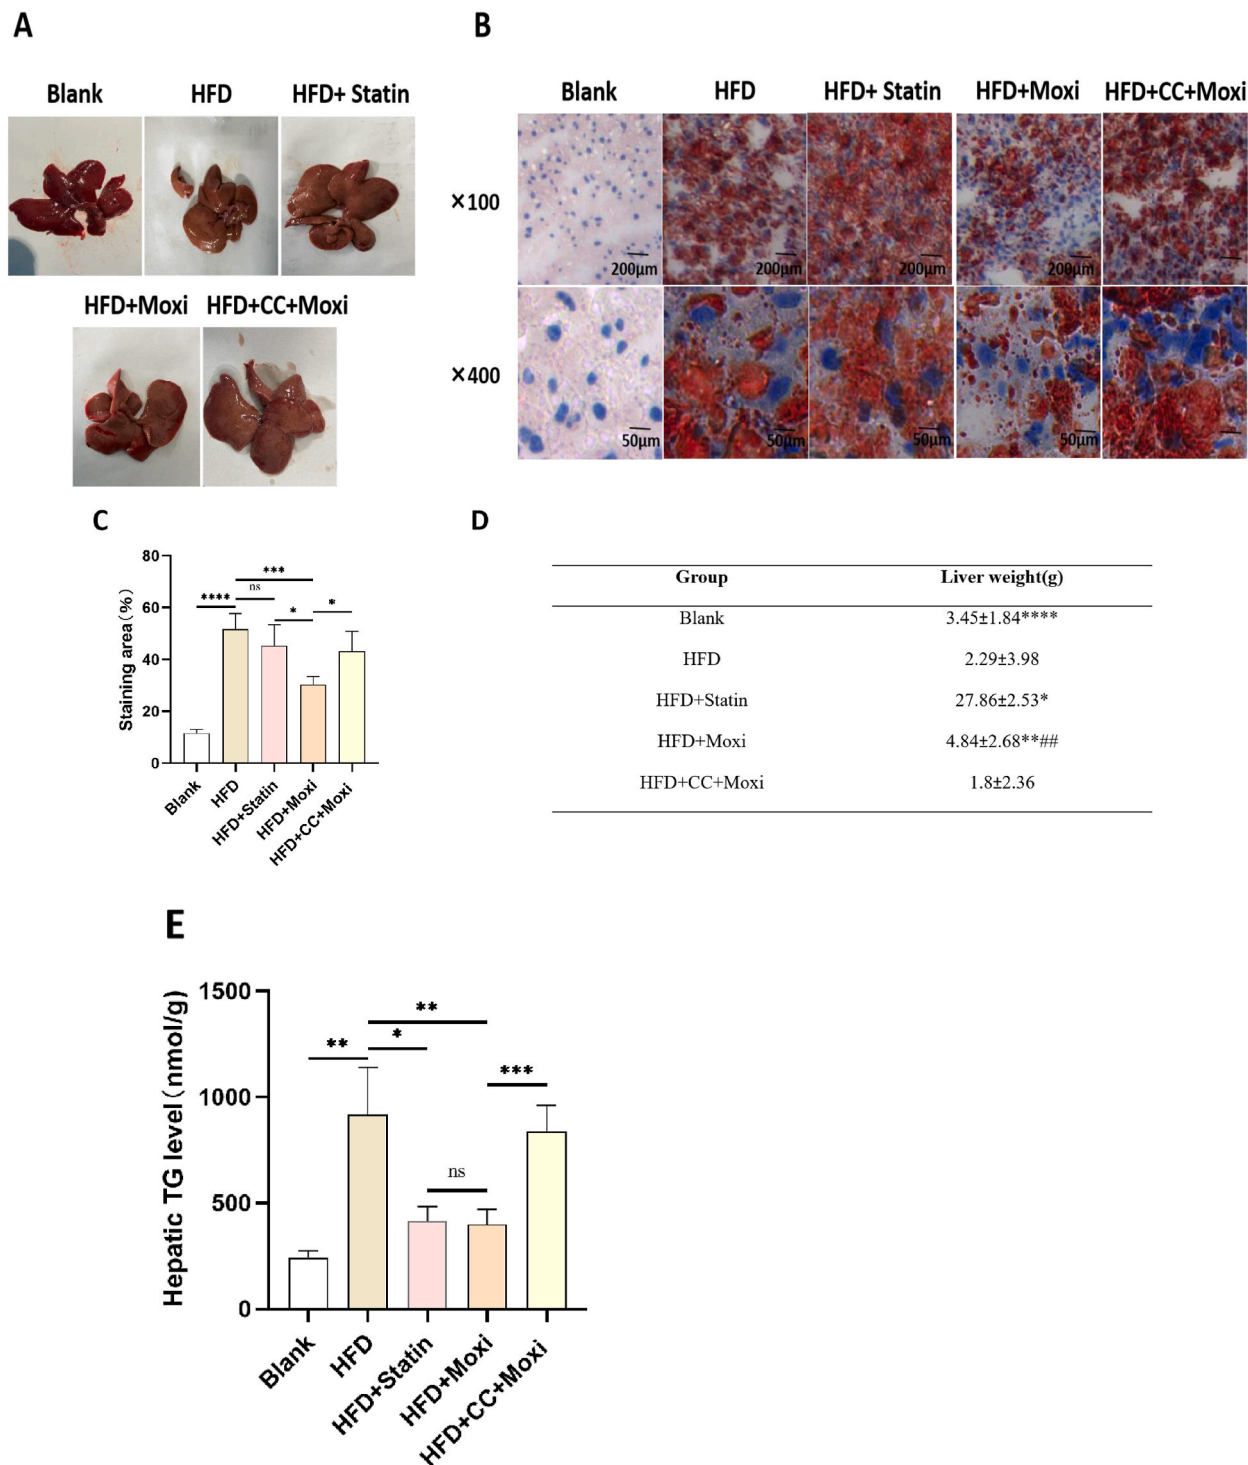 A
Blank
HFD
HFD+ Statin
HFD+Moxi
HFD+CC+Moxi
B
Blank
HFD
HFD+ Statin
HFD+Moxi
HFD+CC+Moxi
×100
200μm
200μm
200μm
200μm
×400
50μm
50μm
50μm
50μm
C
Staining area(%)
80
60
40
20
0
****
***
ns
*
*
Blank
HFD
HFD+Statin
HFD+Moxi
HFD+CC+Moxi
D
Group Liver weight(g)
Blank 3.45±1.84****
HFD 2.29±3.98
HFD+Statin 27.86±2.53*
HFD+Moxi 4.84±2.68**##
HFD+CC+Moxi 1.8±2.36
E
Hepatic TG level(nmol/g)
1500
1000
500
0
**
**
*
ns
***
Blank
HFD
HFD+Statin
HFD+Moxi
HFD+CC+Moxi